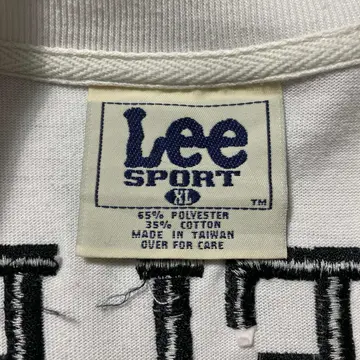 Lee
SPORT
XL
TM
65% POLYESTER
35% COTTON
MADE IN TAIWAN
OVER FOR CARE